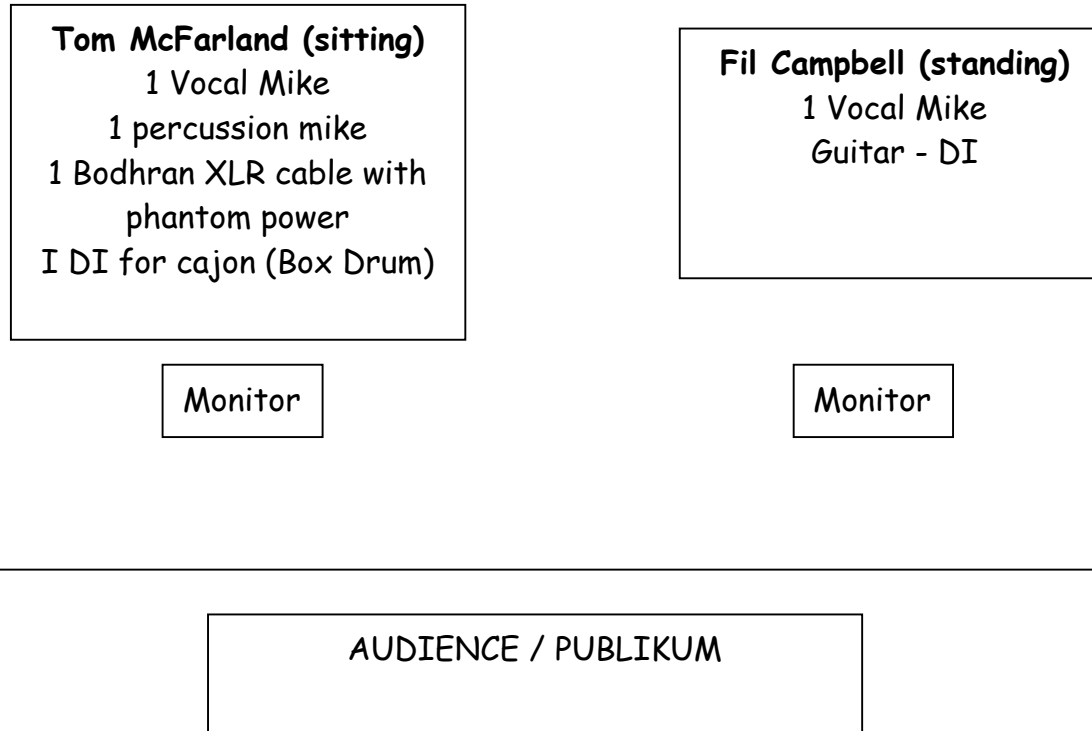 Tom McFarland (sitting)
1 Vocal Mike
1 percussion mike
1 Bodhran XLR cable with
phantom power
I DI for cajon (Box Drum)
Fil Campbell (standing)
1 Vocal Mike
Guitar - DI
Monitor
Monitor
AUDIENCE / PUBLIKUM